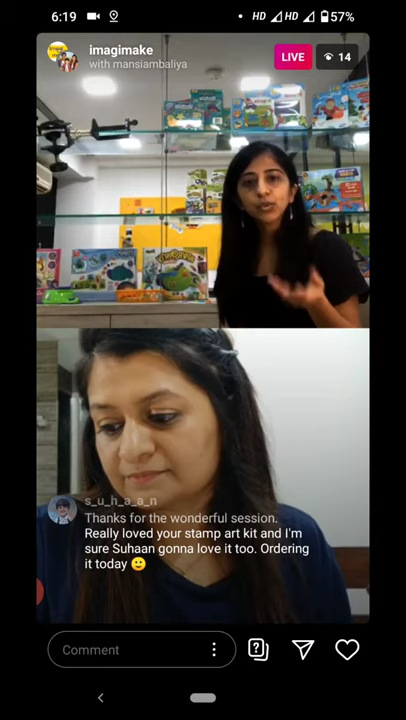 6:19
HD
HD
57%
imagimake
with mansiambaliya
LIVE
14
s_u_h_a_a_n
Thanks for the wonderful session.
Really loved your stamp art kit and I'm
sure Suhaan gonna love it too. Ordering
it today 🙂
Comment